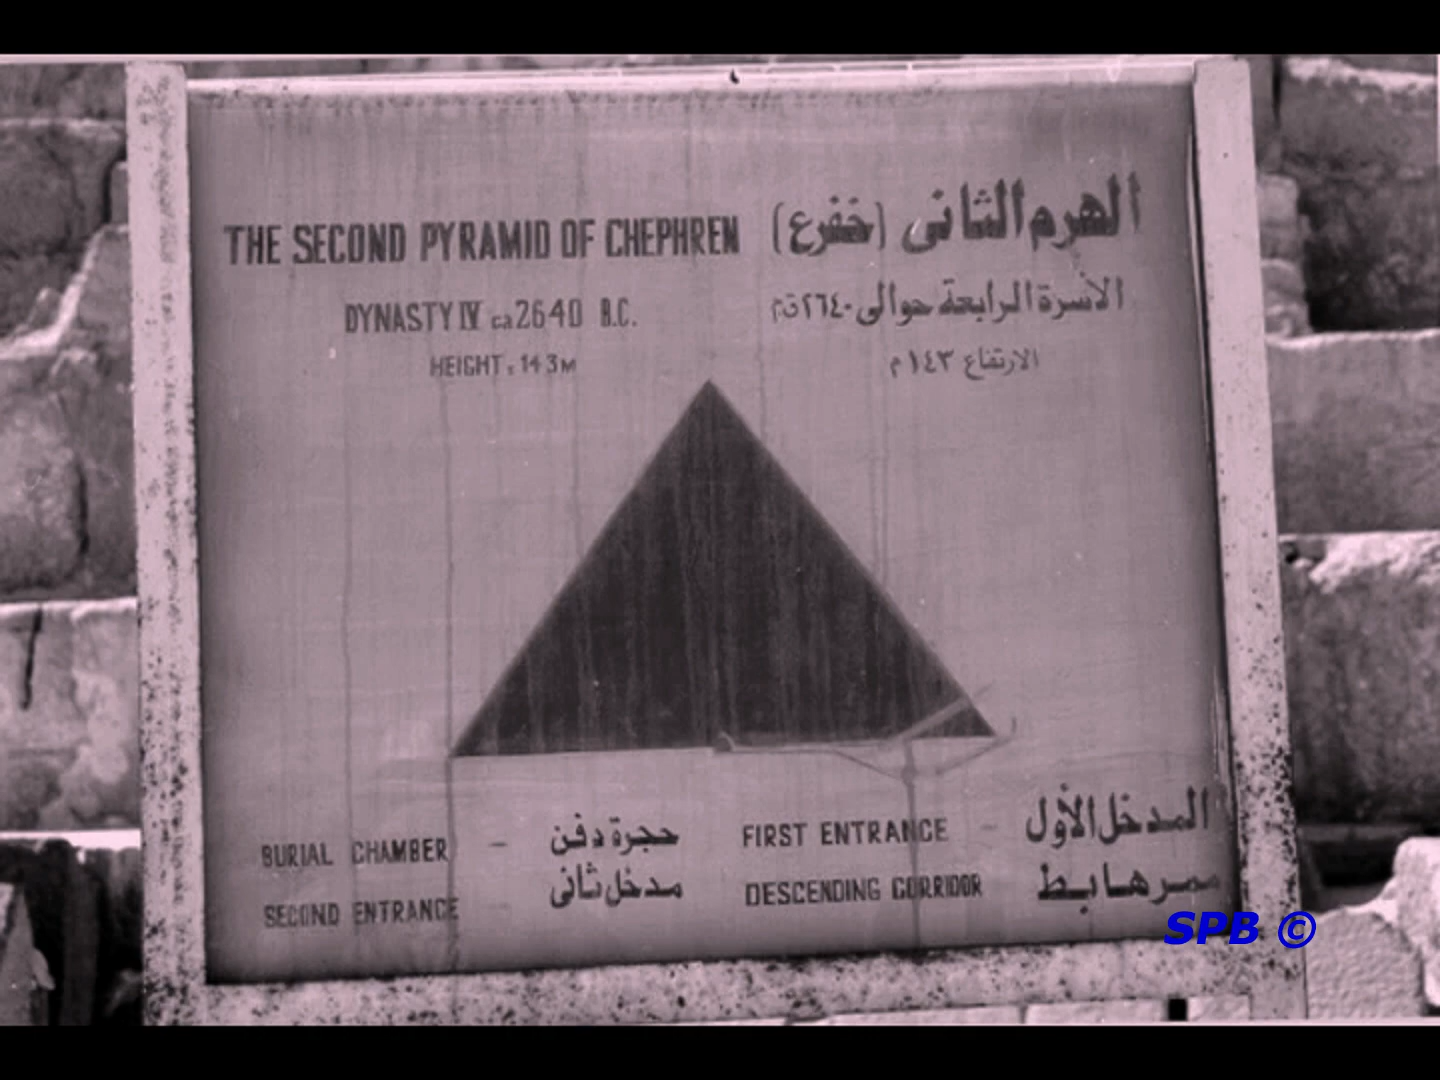 THE SECOND PYRAMID OF CHEPHREN
الهرم الثانى (خفرع)
DYNASTY IV ca 2640 B.C.
الأسرة الرابعة حوالى ٢٦٤٠ ق م
HEIGHT : 143 M
الارتفاع ١٤٣ م
BURIAL CHAMBER - حجرة دفن
FIRST ENTRANCE - المدخل الأول
SECOND ENTRANCE - مدخل ثانى
DESCENDING CORRIDOR ممر هابط
SPB ©